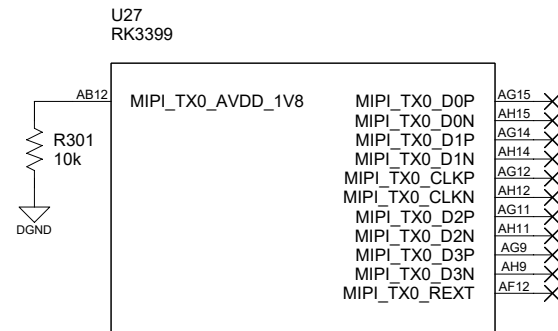 U27
RK3399
AB12 MIPI_TX0_AVDD_1V8 MIPI_TX0_D0P AG15
MIPI_TX0_D0N AH15
R301 MIPI_TX0_D1P AG14
10k MIPI_TX0_D1N AH14
MIPI_TX0_CLKP AG12
MIPI_TX0_CLKN AH12
DGND MIPI_TX0_D2P AG11
MIPI_TX0_D2N AH11
MIPI_TX0_D3P AG9
MIPI_TX0_D3N AH9
MIPI_TX0_REXT AF12